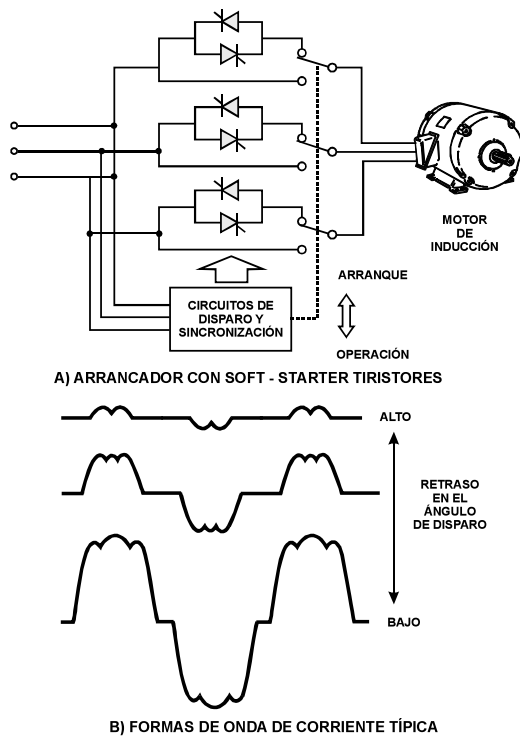 MOTOR
DE
INDUCCIÓN
ARRANQUE
CIRCUITOS DE
DISPARO Y
SINCRONIZACIÓN
OPERACIÓN
A) ARRANCADOR CON SOFT - STARTER TIRISTORES
ALTO
RETRASO
EN EL
ÁNGULO
DE DISPARO
BAJO
B) FORMAS DE ONDA DE CORRIENTE TÍPICA